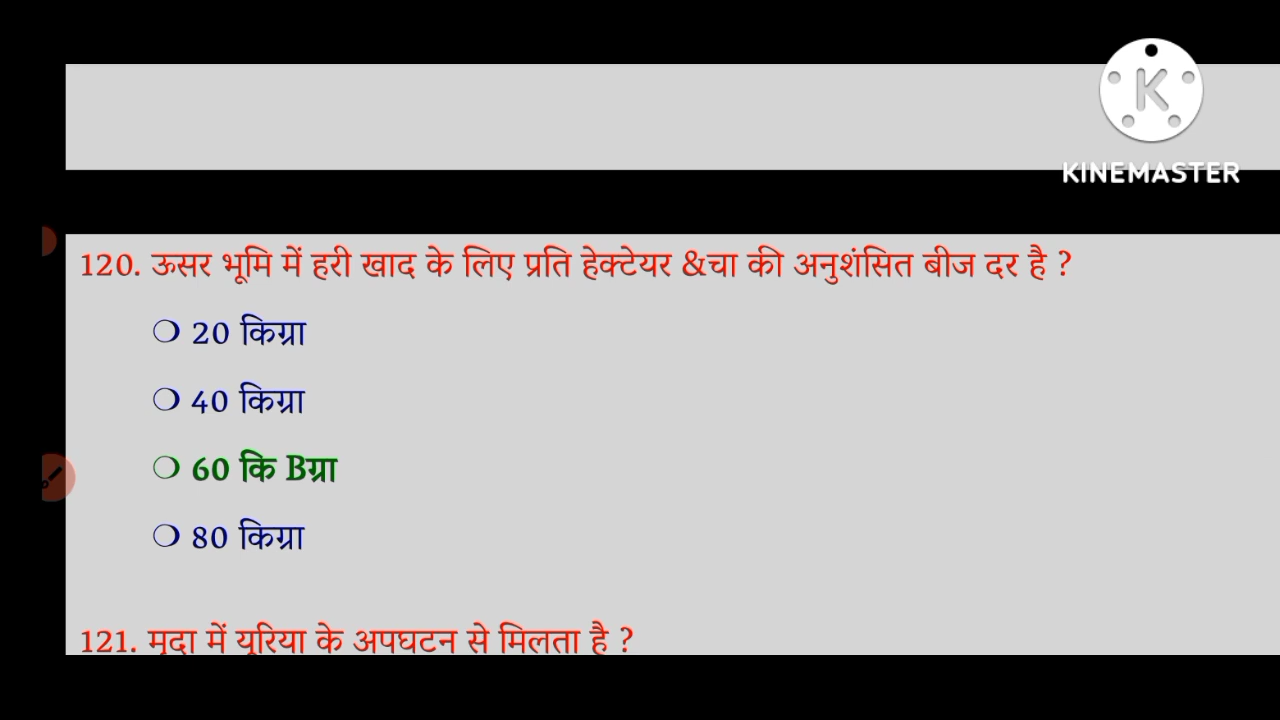 KINEMASTER
120. ऊसर भूमि में हरी खाद के लिए प्रति हेक्टेयर &चा की अनुशंसित बीज दर है ?
❍ 20 किग्रा
❍ 40 किग्रा
❍ 60 कि Bग्रा
❍ 80 किग्रा
121. मृदा में यूरिया के अपघटन से मिलता है ?